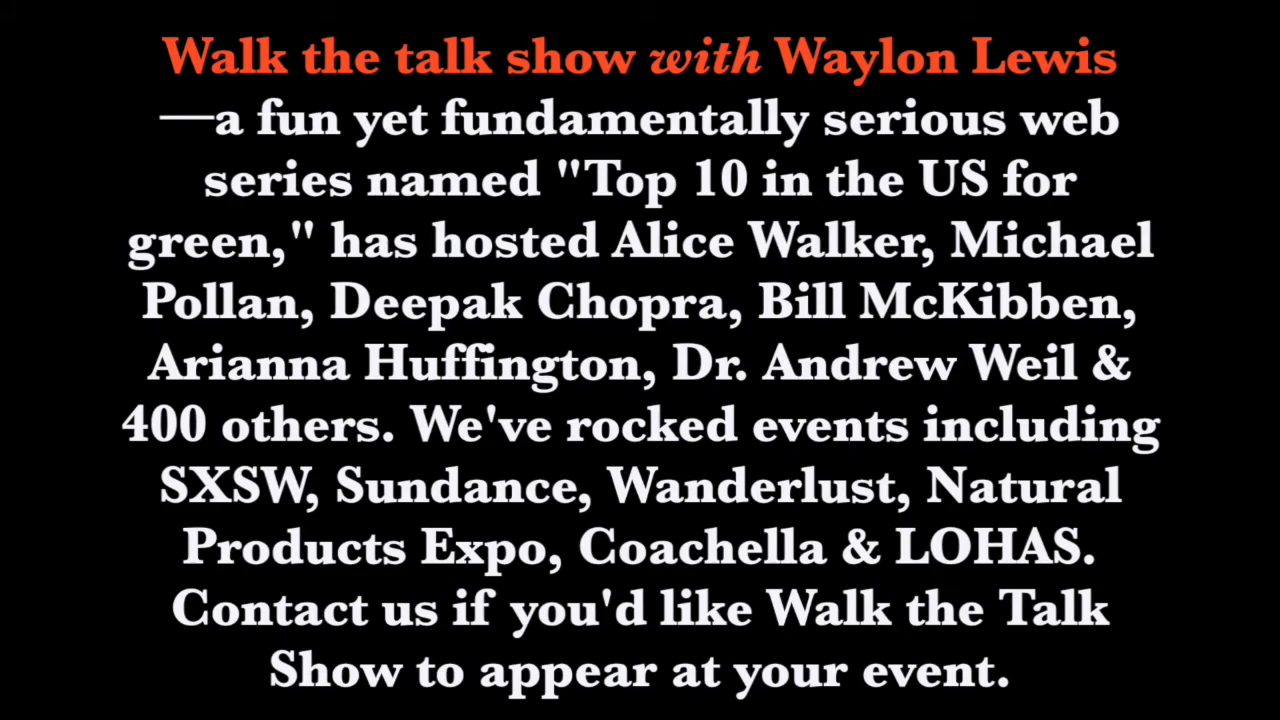 Walk the talk show with Waylon Lewis
—a fun yet fundamentally serious web
series named "Top 10 in the US for
green," has hosted Alice Walker, Michael
Pollan, Deepak Chopra, Bill McKibben,
Arianna Huffington, Dr. Andrew Weil &
400 others. We've rocked events including
SXSW, Sundance, Wanderlust, Natural
Products Expo, Coachella & LOHAS.
Contact us if you'd like Walk the Talk
Show to appear at your event.